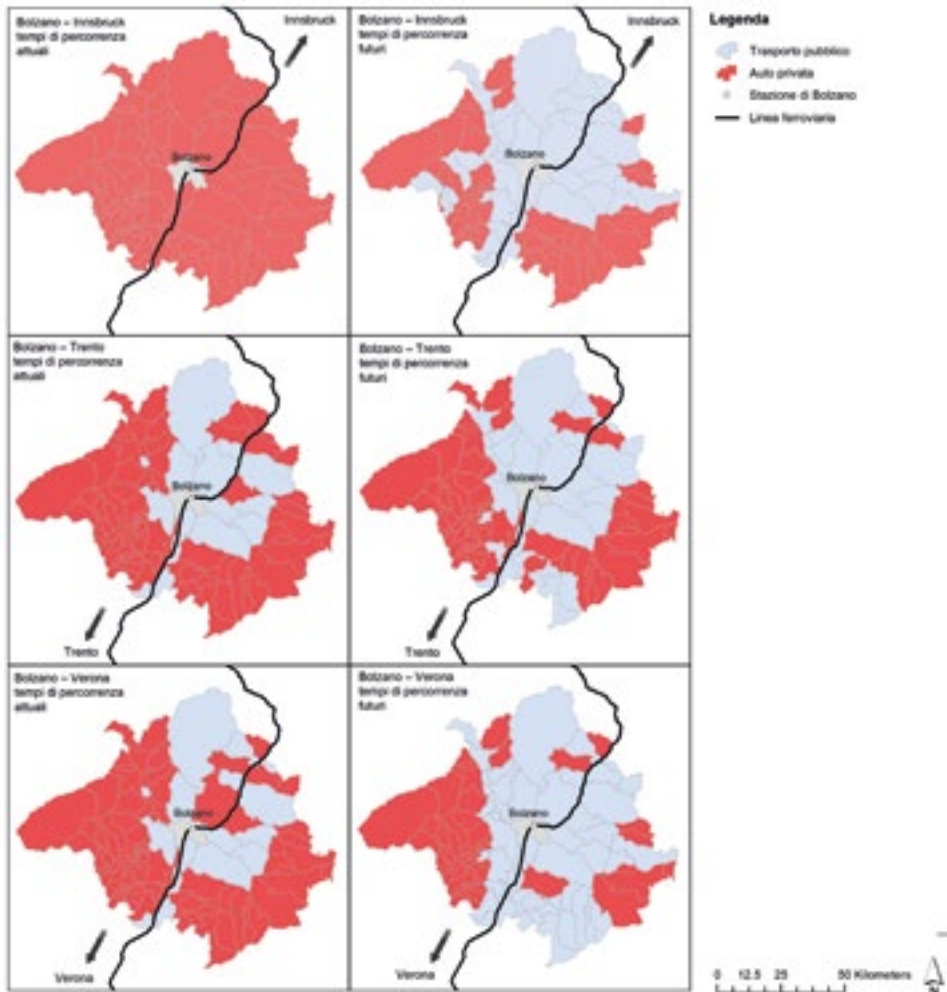 Bolzano – Innsbruck
tempi di percorrenza
attuali
Innsbruck
Bolzano
Bolzano – Innsbruck
tempi di percorrenza
futuri
Innsbruck
Bolzano
Legenda
Trasporto pubblico
Auto privata
Stazione di Bolzano
Linea ferroviaria
Bolzano – Trento
tempi di percorrenza
attuali
Bolzano
Trento
Bolzano – Trento
tempi di percorrenza
futuri
Bolzano
Trento
Bolzano – Verona
tempi di percorrenza
attuali
Bolzano
Verona
Bolzano – Verona
tempi di percorrenza
futuri
Bolzano
Verona
0 12.5 25 50 Kilometers
N